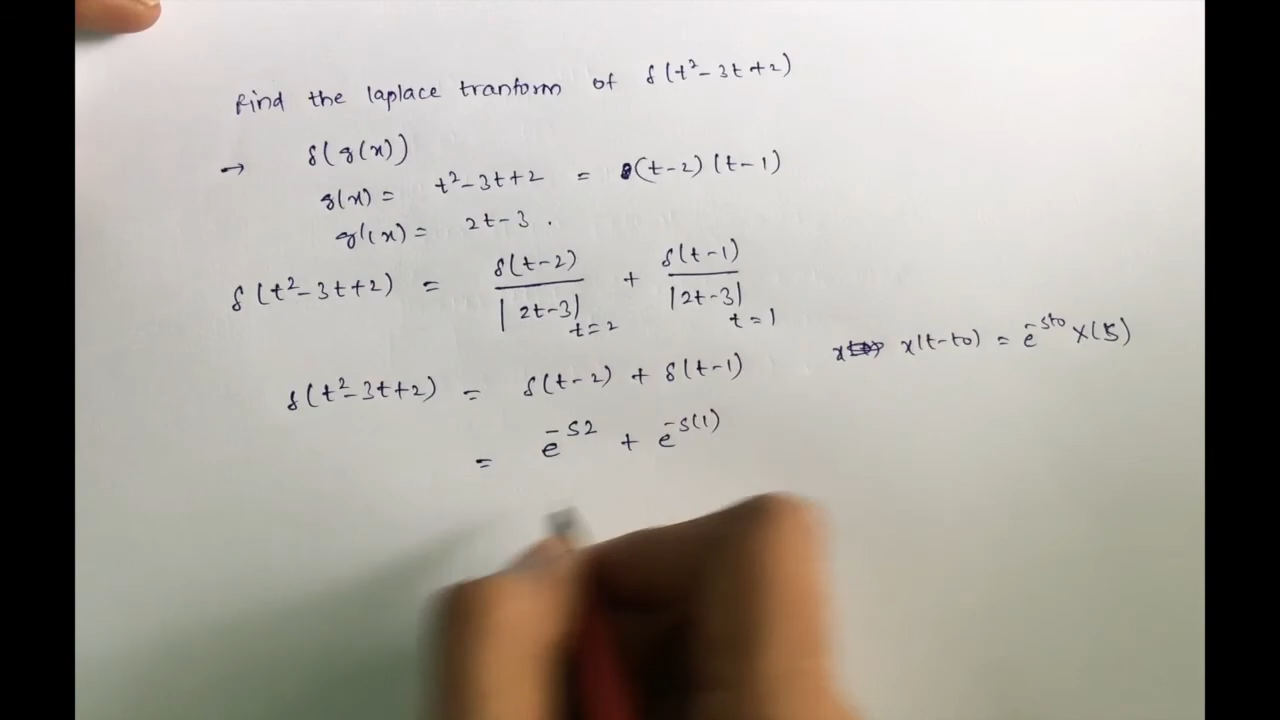 find the laplace tranform of δ(t²-3t+2)
→ δ(g(x))
g(x) = t²-3t+2 = (t-2)(t-1)
g'(x) = 2t-3.
δ(t²-3t+2) = δ(t-2)/|2t-3| t=2 + δ(t-1)/|2t-3| t=1
x(t-t0) = e^-st0 X(s)
δ(t²-3t+2) = δ(t-2) + δ(t-1)
= e^-s2 + e^-s(1)